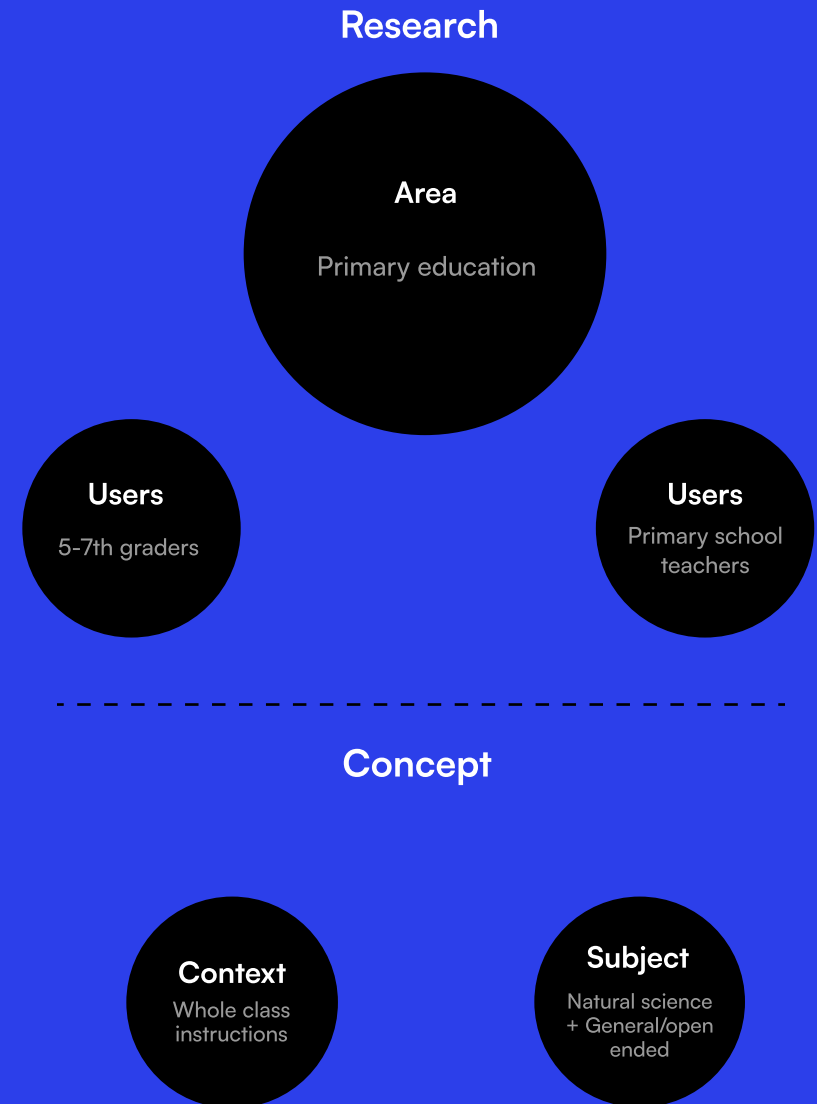 Research
Area
Primary education
Users
5-7th graders
Users
Primary school
teachers
Concept
Context
Whole class
instructions
Subject
Natural science
+ General/open
ended